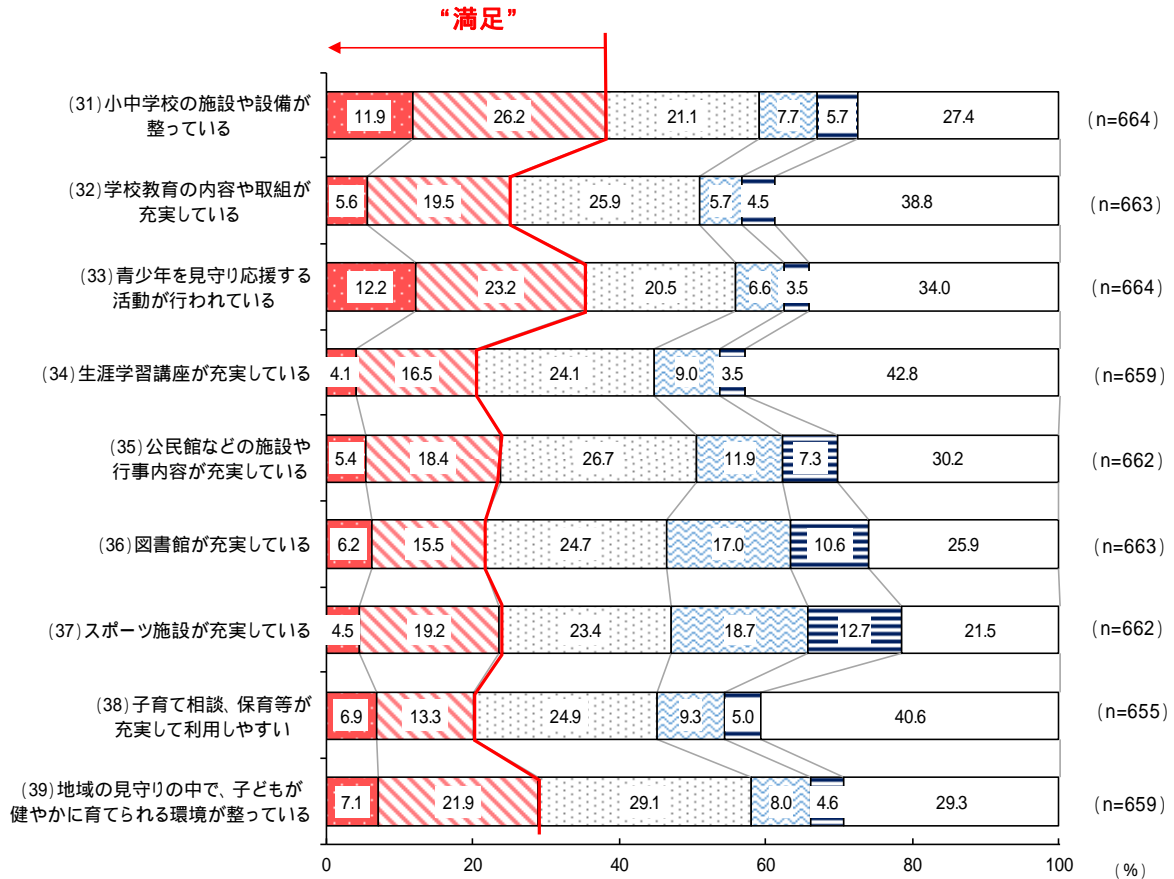 “満足”
(31)小中学校の施設や設備が
整っている
11.9 26.2 21.1 7.7 5.7 27.4 (n=664)
(32)学校教育の内容や取組が
充実している
5.6 19.5 25.9 5.7 4.5 38.8 (n=663)
(33)青少年を見守り応援する
活動が行われている
12.2 23.2 20.5 6.6 3.5 34.0 (n=664)
(34)生涯学習講座が充実している
4.1 16.5 24.1 9.0 3.5 42.8 (n=659)
(35)公民館などの施設や
行事内容が充実している
5.4 18.4 26.7 11.9 7.3 30.2 (n=662)
(36)図書館が充実している
6.2 15.5 24.7 17.0 10.6 25.9 (n=663)
(37)スポーツ施設が充実している
4.5 19.2 23.4 18.7 12.7 21.5 (n=662)
(38)子育て相談、保育等が
充実して利用しやすい
6.9 13.3 24.9 9.3 5.0 40.6 (n=655)
(39)地域の見守りの中で、子どもが
健やかに育てられる環境が整っている
7.1 21.9 29.1 8.0 4.6 29.3 (n=659)
0 20 40 60 80 100 (%)